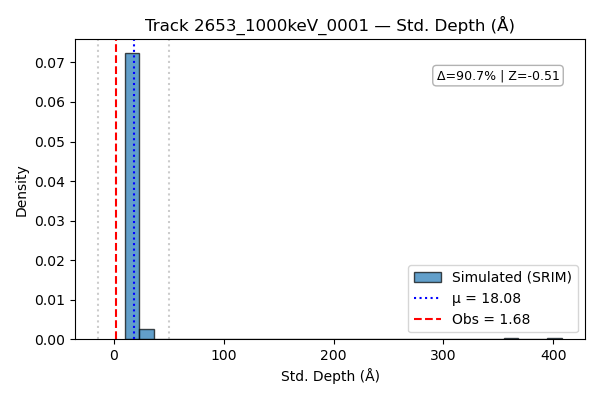 Track 2653_1000keV_0001 — Std. Depth (Å)
Δ=90.7% | Z=-0.51
0.07
0.06
0.05
0.04
0.03
0.02
0.01
0.00
Density
Simulated (SRIM)
μ = 18.08
Obs = 1.68
0 100 200 300 400
Std. Depth (Å)